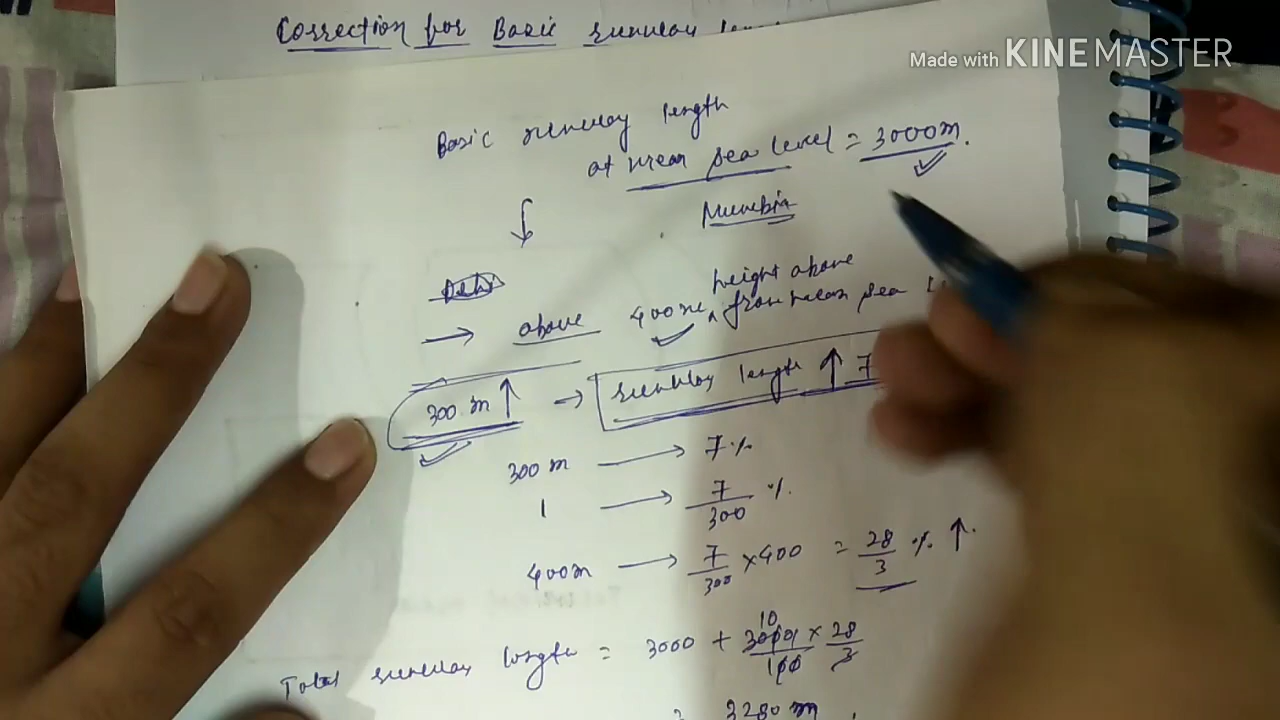 Made with KINEMASTER
Correction for Basic runway
Basic runway length
at mean sea level = 3000m.
Mumbai
height above
→ above 400m ^ from mean sea
300 m ↑ → runway length ↑ 7
300 m → 7 %
1 → 7/300 %.
400m → 7/300 × 400 = 28/3 % ↑.
Total runway length = 3000 + 3000/100 × 28/3
= 3280 m.